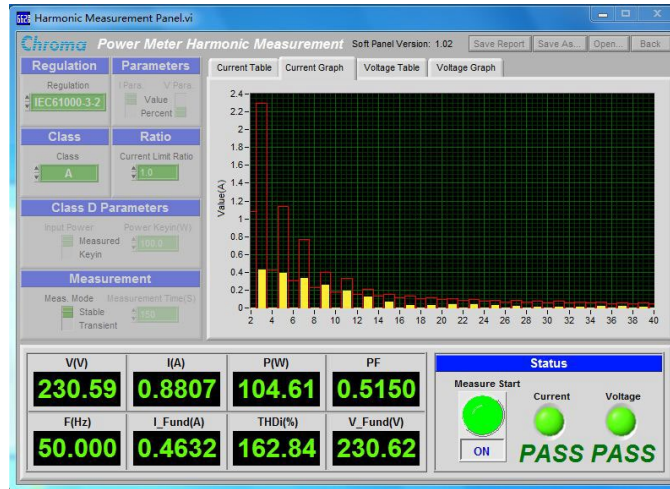 Harmonic Measurement Panel.vi
Chroma Power Meter Harmonic Measurement Soft Panel Version: 1.02 Save Report Save As... Open... Back
Regulation Parameters
Regulation I Para. V Para.
IEC61000-3-2 Value
Percent
Class Ratio
Class Current Limit Ratio
A 1.0
Class D Parameters
Input Power Power Keyin(W)
Measured 100.0
Keyin
Measurement
Meas. Mode Measurement Time(S)
Stable 150
Transient
Current Table Current Graph Voltage Table Voltage Graph
Value(A)
2.4
2.2
2.0
1.8
1.6
1.4
1.2
1.0
0.8
0.6
0.4
0.2
0
2 4 6 8 10 12 14 16 18 20 22 24 26 28 30 32 34 36 38 40
V(V) I(A) P(W) PF
230.59 0.8807 104.61 0.5150
F(Hz) I_Fund(A) THDi(%) V_Fund(V)
50.000 0.4632 162.84 230.62
Status
Measure Start Current Voltage
ON PASS PASS